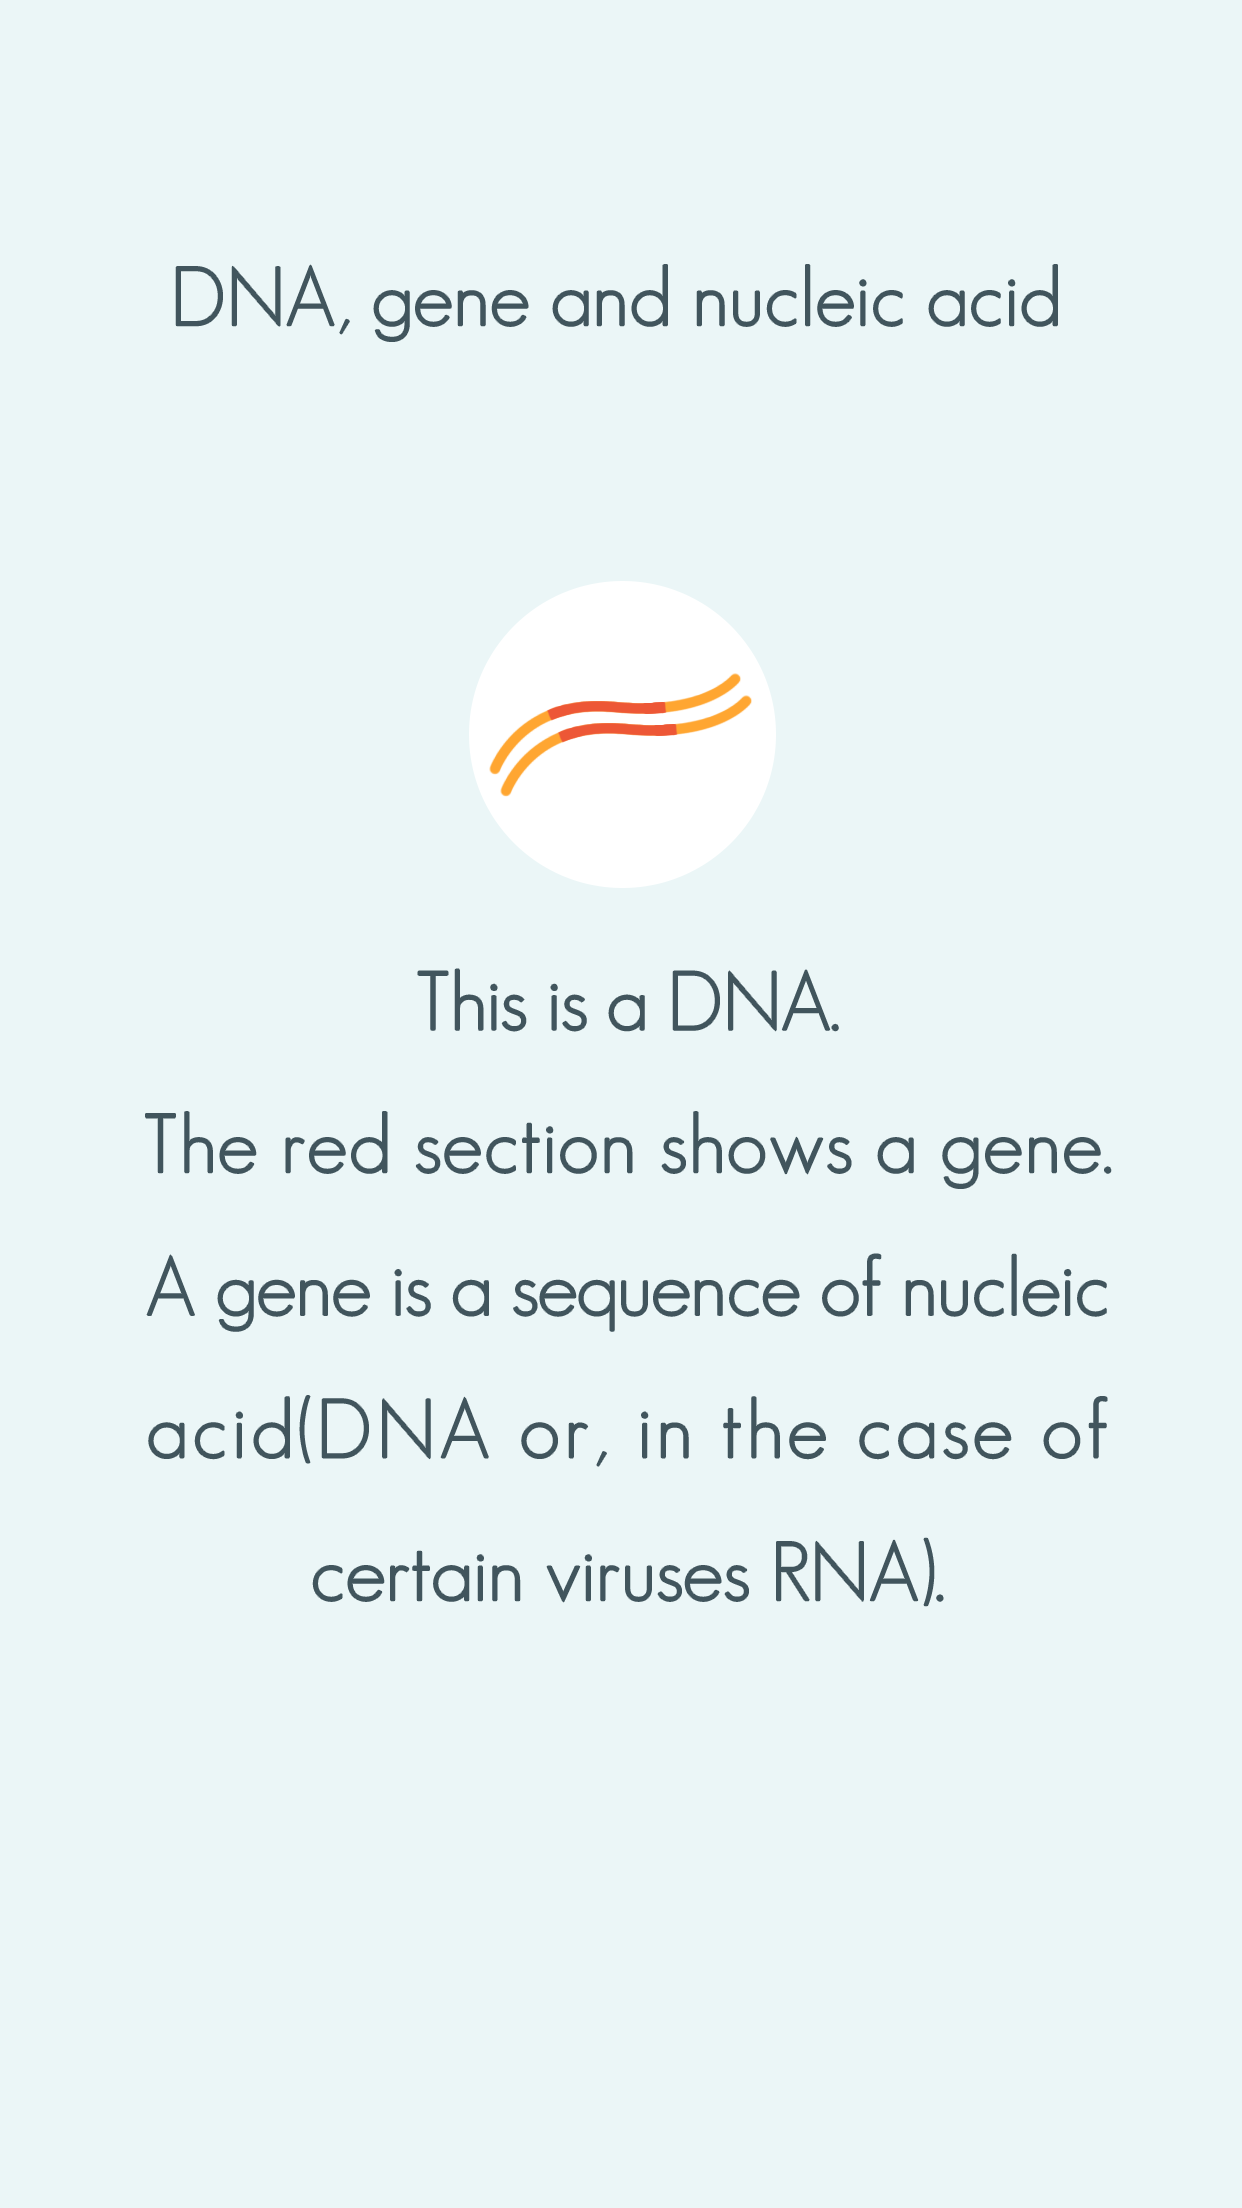 DNA, gene and nucleic acid
This is a DNA.
The red section shows a gene.
A gene is a sequence of nucleic
acid(DNA or, in the case of
certain viruses RNA).